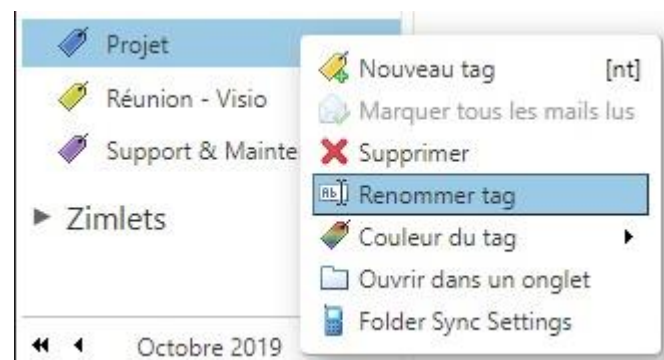 Projet
Réunion - Visio
Support & Mainte
Zimlets
Octobre 2019
Nouveau tag [nt]
Marquer tous les mails lus
Supprimer
Renommer tag
Couleur du tag
Ouvrir dans un onglet
Folder Sync Settings